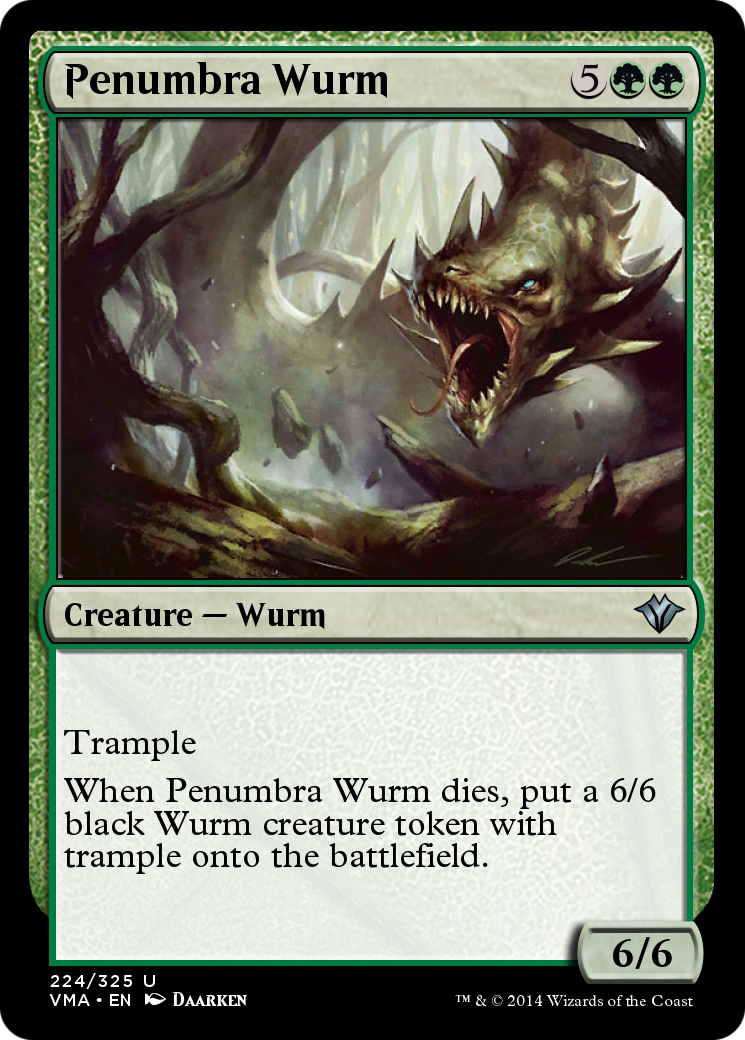 Penumbra Wurm 5
Creature — Wurm
Trample
When Penumbra Wurm dies, put a 6/6
black Wurm creature token with
trample onto the battlefield.
6/6
224/325 U
VMA • EN DAARKEN
™ & © 2014 Wizards of the Coast